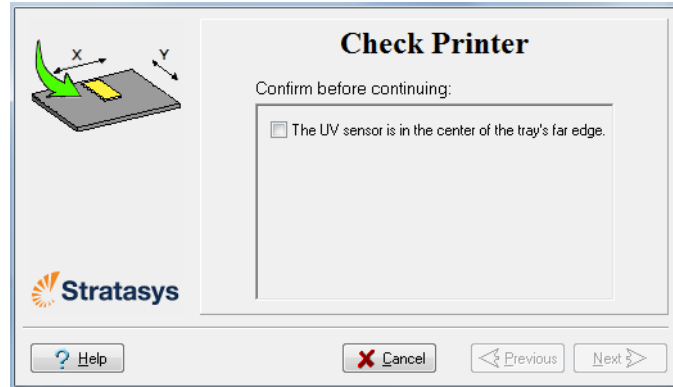 Check Printer
X
Y
Confirm before continuing:
The UV sensor is in the center of the tray's far edge.
Stratasys
Help
Cancel
Previous
Next